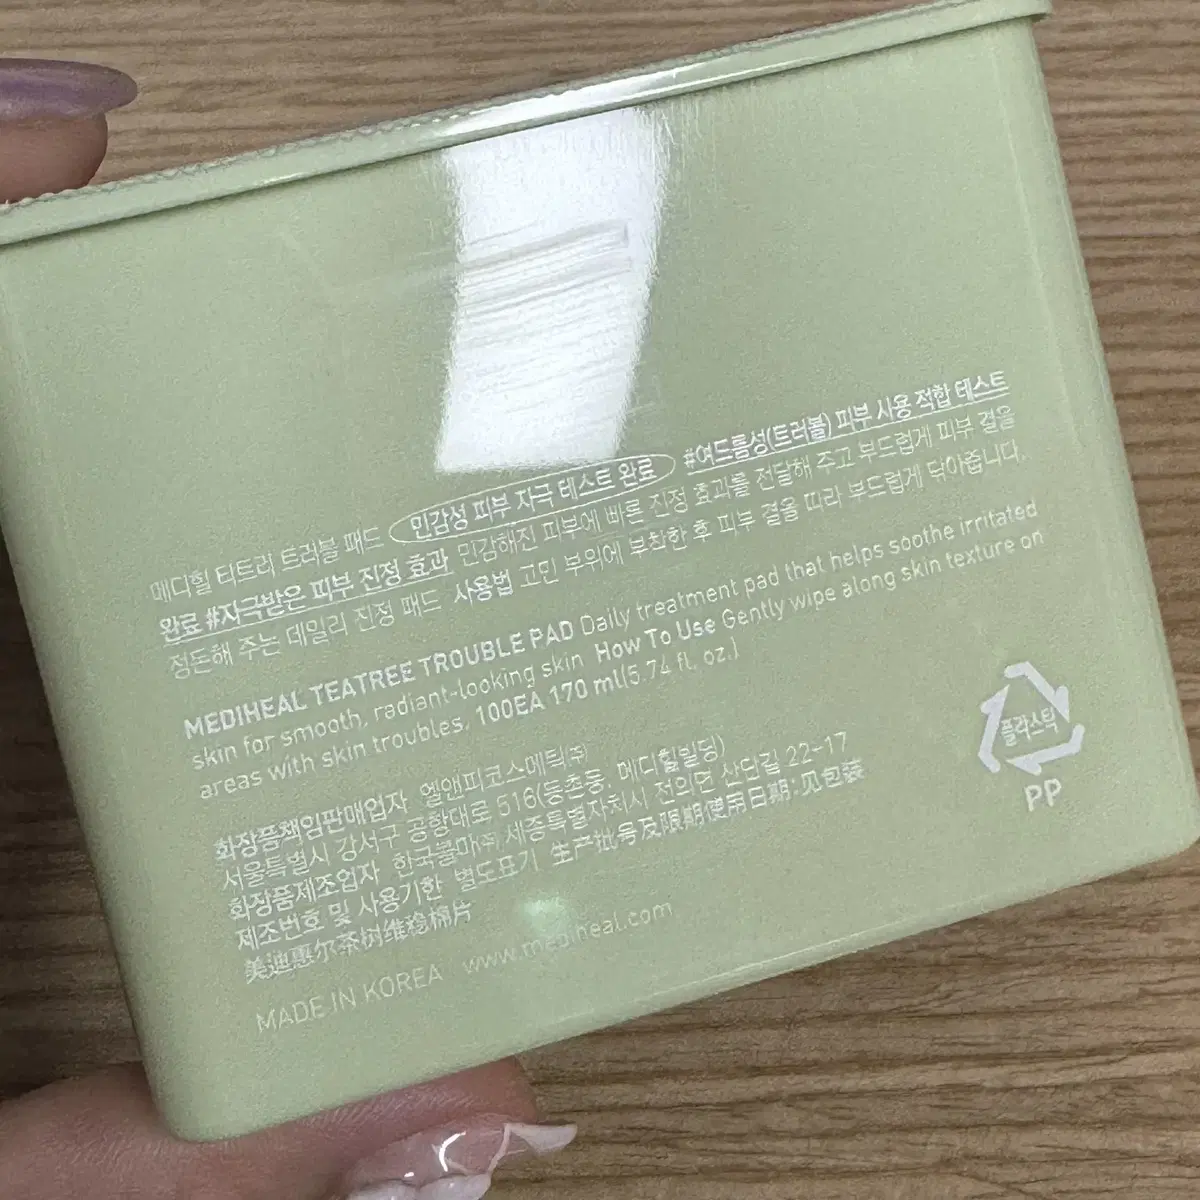 메디힐 티트리 트러블 패드 민감성 피부 자극 테스트 완료 #여드름성(트러블) 피부 사용 적합 테스트
완료 #자극받은 피부 진정 효과 민감해진 피부에 빠른 진정 효과를 전달해 주고 부드럽게 피부 결을
정돈해 주는 데일리 진정 패드 사용법 고민 부위에 부착한 후 피부 결을 따라 부드럽게 닦아줍니다.
MEDIHEAL TEATREE TROUBLE PAD Daily treatment pad that helps soothe irritated
skin for smooth, radiant-looking skin How To Use Gently wipe along skin texture on
areas with skin troubles. 100EA 170 ml(5.74 fl. oz.)
화장품책임판매업자 엘앤피코스메틱㈜
서울특별시 강서구 공항대로 516(등촌동, 메디힐빌딩)
화장품제조업자 한국콜마㈜, 세종특별자치시 전의면 산단길 22-17
제조번호 및 사용기한 별도표기 生产批号及限期使用日期:见包装
美迪惠尔茶树维稳棉片
MADE IN KOREA www.mediheal.com
플라스틱
PP